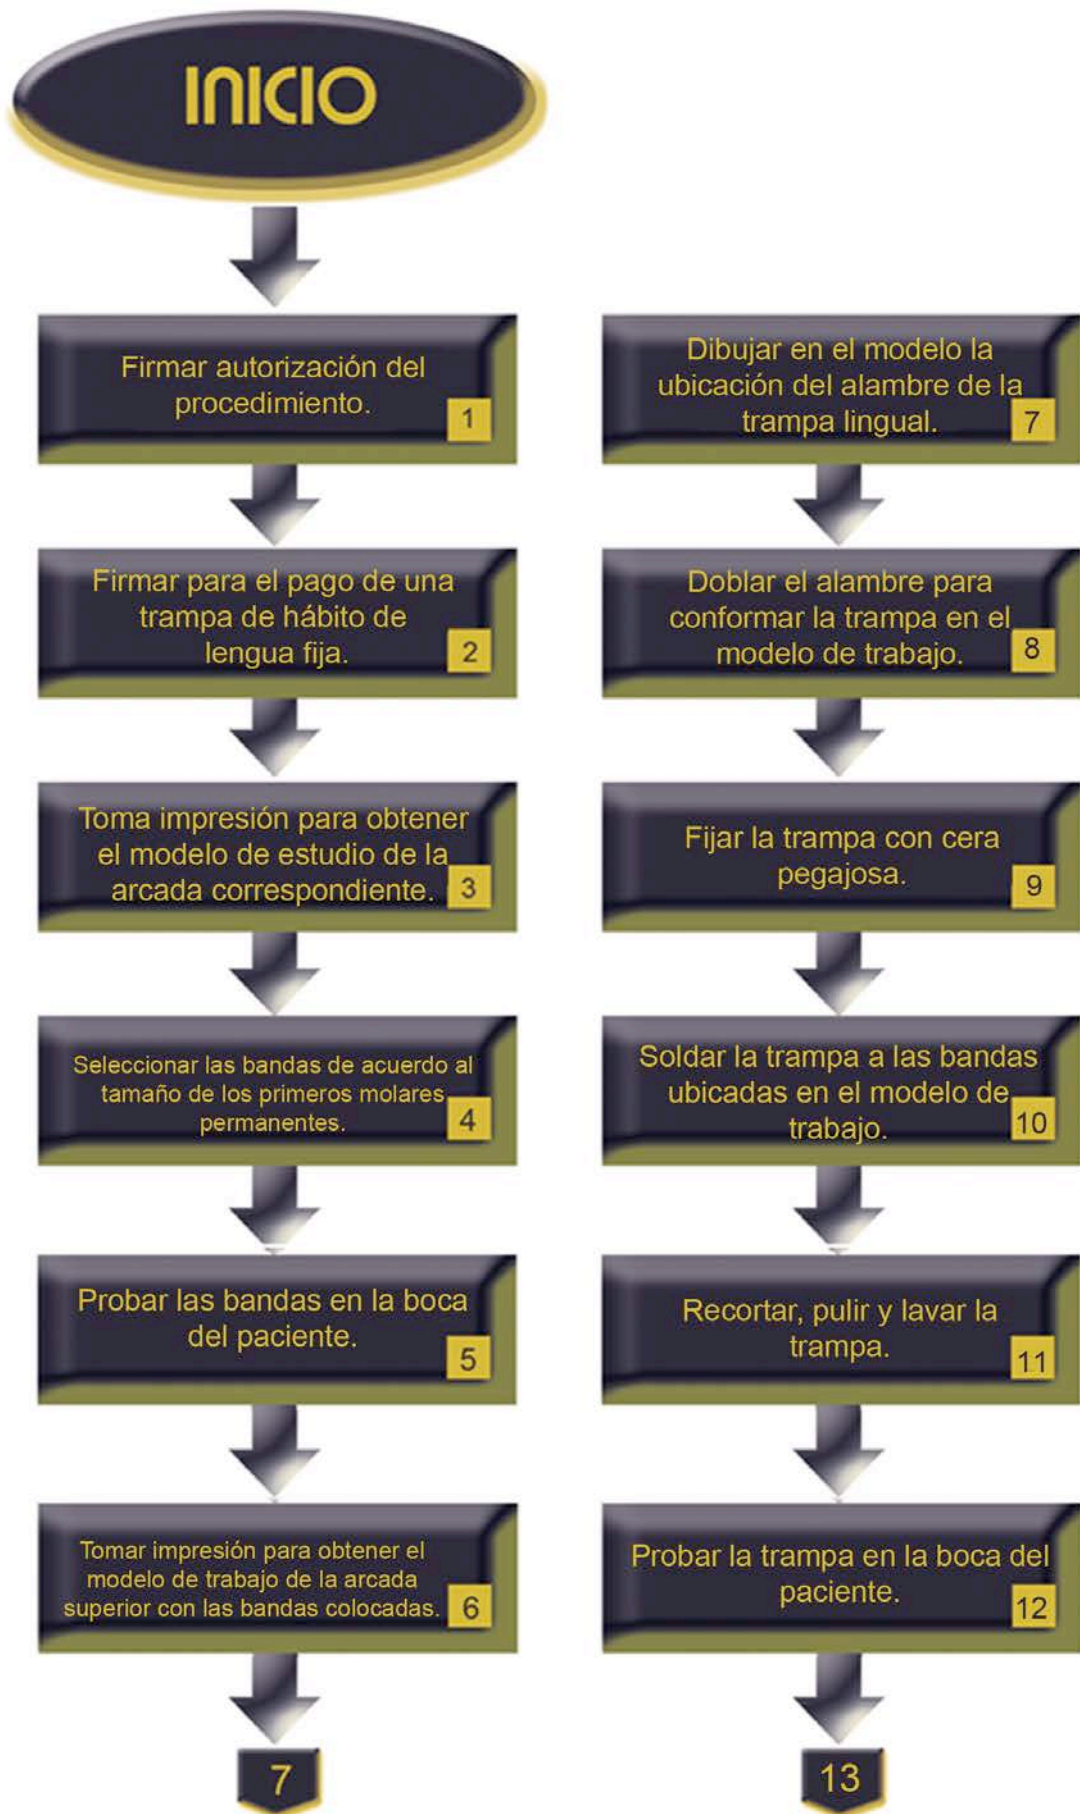 INICIO
Firmar autorización del
procedimiento.
1
Firmar para el pago de una
trampa de hábito de
lengua fija.
2
Toma impresión para obtener
el modelo de estudio de la
arcada correspondiente.
3
Seleccionar las bandas de acuerdo al
tamaño de los primeros molares
permanentes.
4
Probar las bandas en la boca
del paciente.
5
Tomar impresión para obtener el
modelo de trabajo de la arcada
superior con las bandas colocadas.
6
7
Dibujar en el modelo la
ubicación del alambre de la
trampa lingual.
7
Doblar el alambre para
conformar la trampa en el
modelo de trabajo.
8
Fijar la trampa con cera
pegajosa.
9
Soldar la trampa a las bandas
ubicadas en el modelo de
trabajo.
10
Recortar, pulir y lavar la
trampa.
11
Probar la trampa en la boca del
paciente.
12
13